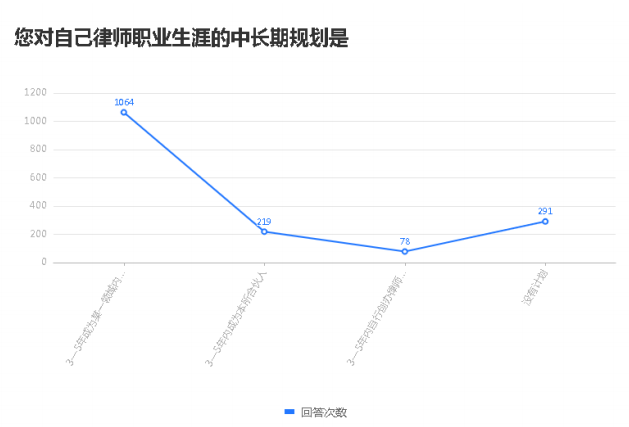 您对自己律师职业生涯的中长期规划是
1200
1000
800
600
400
200
0
1064
219
78
291
3—5年成为某一领域内...
3—5年内成为本所合伙人
3—5年内自行创办律师...
没有计划
回答次数